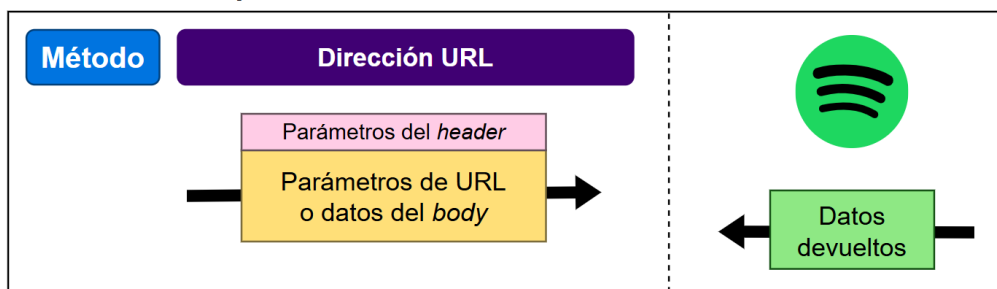 Método
Dirección URL
Parámetros del header
Parámetros de URL
o datos del body
Datos
devueltos